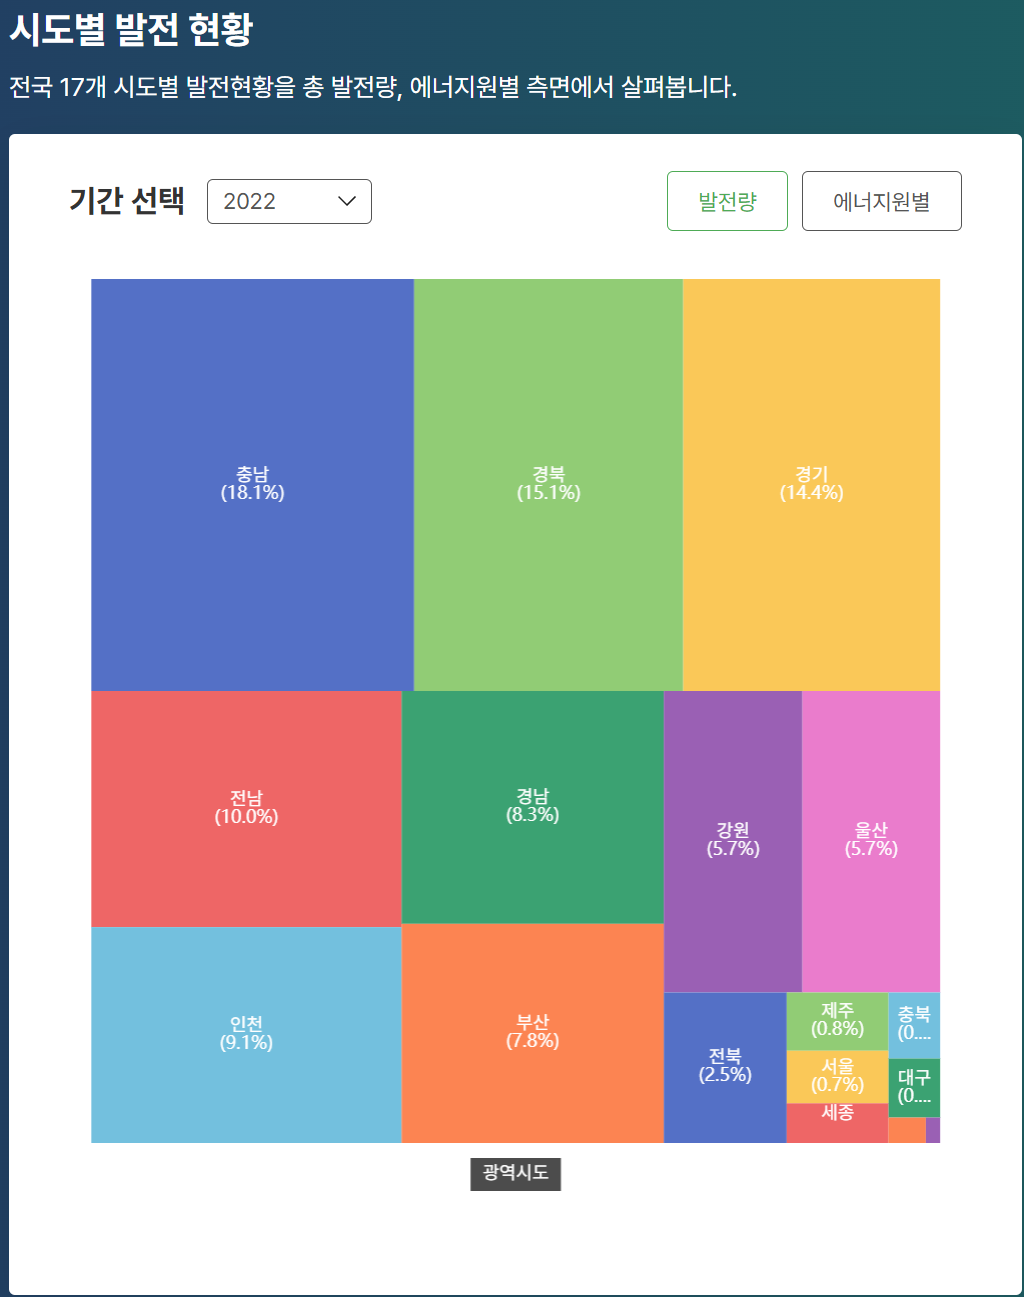 시도별 발전 현황
전국 17개 시도별 발전현황을 총 발전량, 에너지원별 측면에서 살펴봅니다.
기간 선택
2022
발전량
에너지원별
충남
(18.1%)
경북
(15.1%)
경기
(14.4%)
전남
(10.0%)
경남
(8.3%)
강원
(5.7%)
울산
(5.7%)
인천
(9.1%)
부산
(7.8%)
전북
(2.5%)
제주
(0.8%)
서울
(0.7%)
세종
충북
(0....
대구
(0....
광역시도